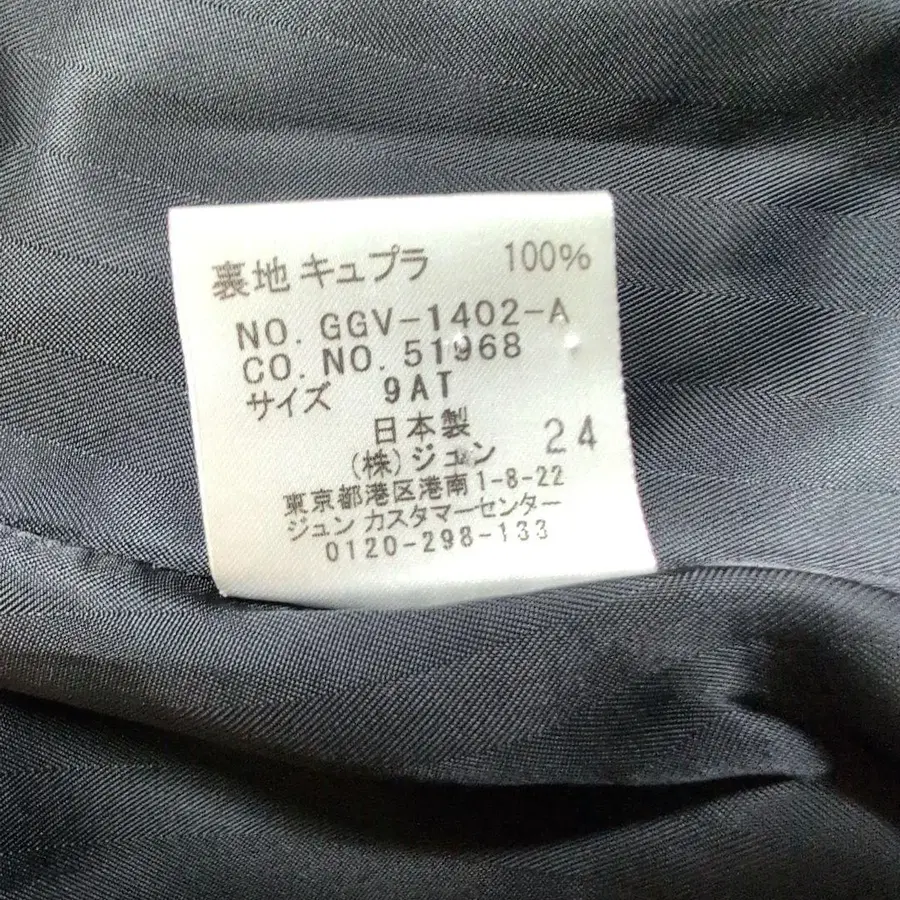 裏地 キュプラ 100%
NO. GGV-1402-A
CO. NO. 51968
サイズ 9AT
日本製
(株)ジュン 24
東京都港区港南1-8-22
ジュン カスタマーセンター
0120-298-133